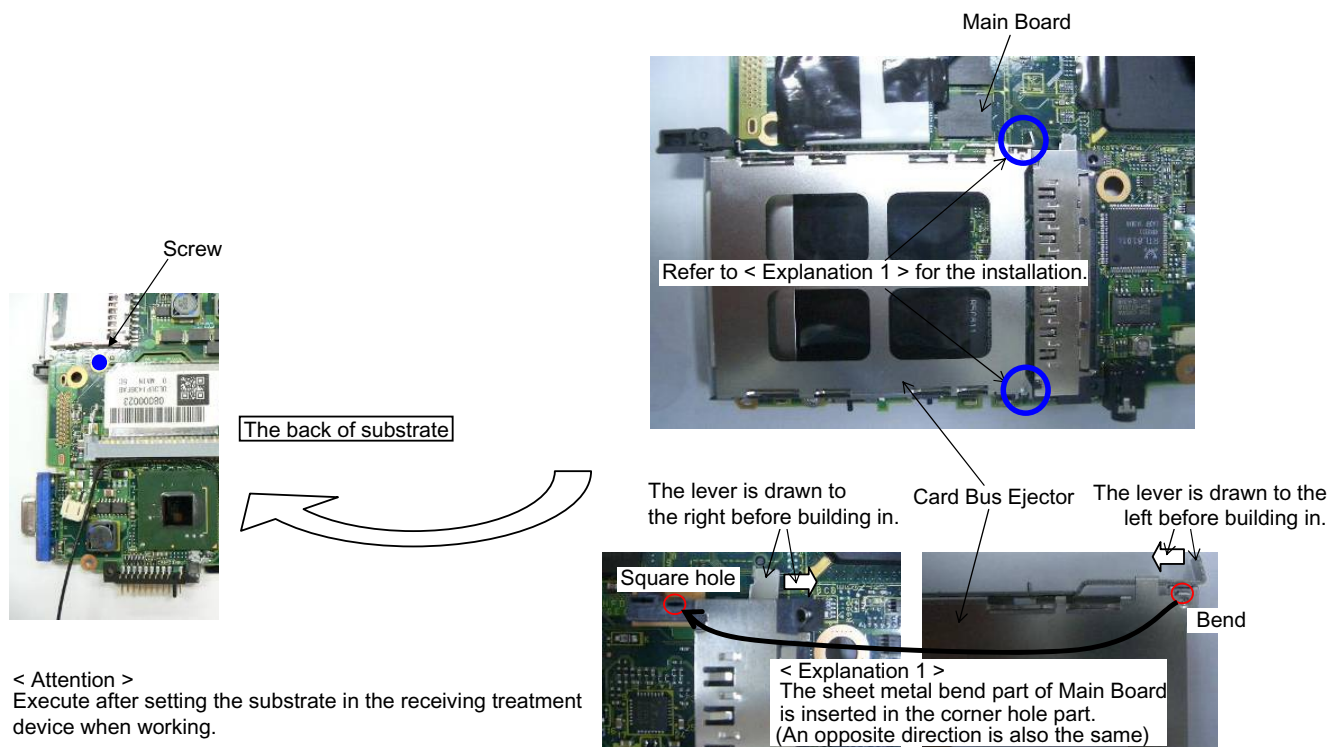 Main Board
Refer to < Explanation 1 > for the installation.
Screw
The back of substrate
The lever is drawn to
the right before building in.
Card Bus Ejector
The lever is drawn to the
left before building in.
Square hole
Bend
< Explanation 1 >
The sheet metal bend part of Main Board
is inserted in the corner hole part.
(An opposite direction is also the same)
< Attention >
Execute after setting the substrate in the receiving treatment
device when working.
08000023